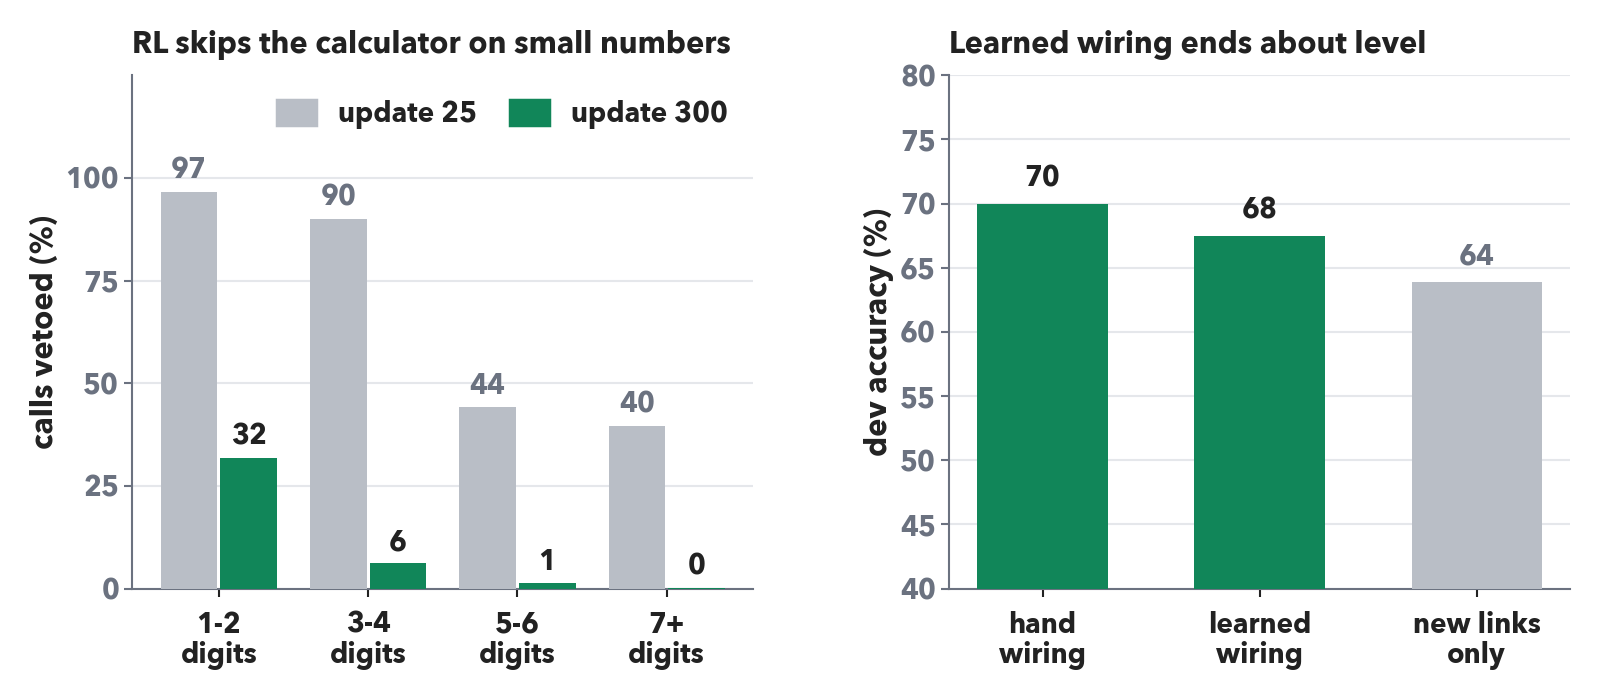 RL skips the calculator on small numbers
update 25
update 300
calls vetoed (%)
100
75
50
25
0
97
32
90
6
44
1
40
0
1-2
digits
3-4
digits
5-6
digits
7+
digits
Learned wiring ends about level
dev accuracy (%)
80
75
70
65
60
55
50
45
40
70
68
64
hand
wiring
learned
wiring
new links
only